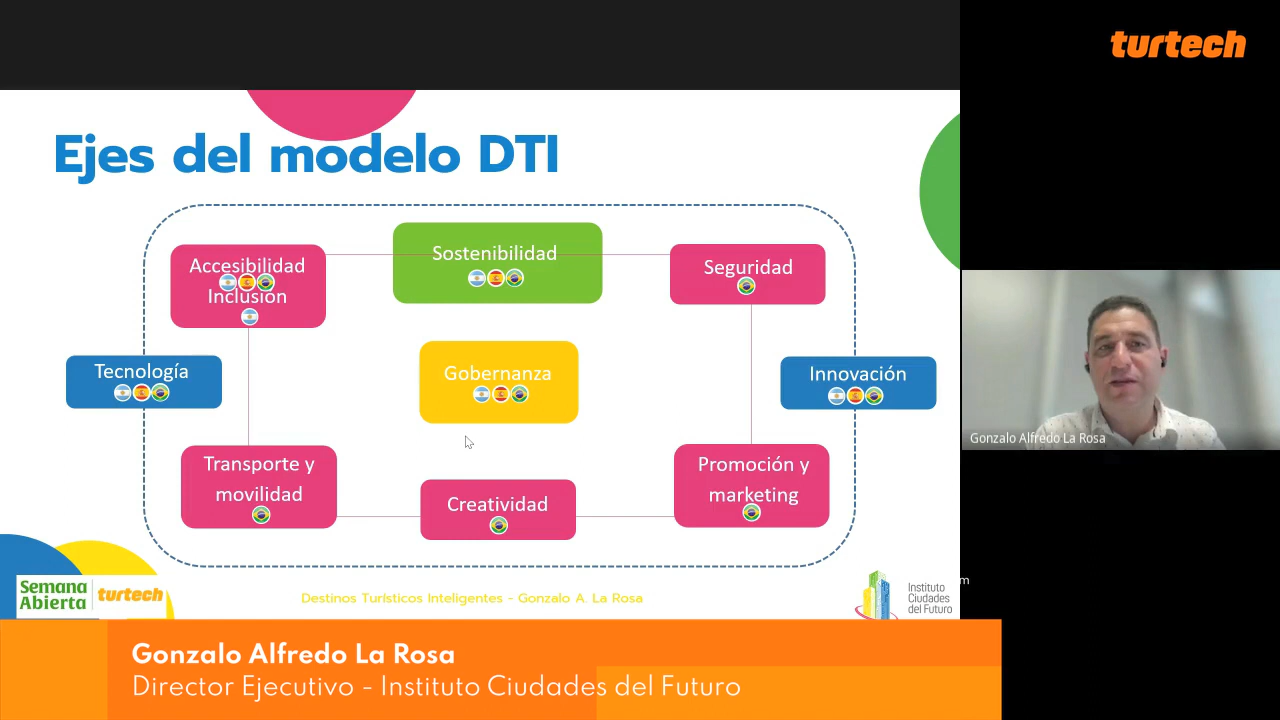 turtech
Ejes del modelo DTI
Accesibilidad
Inclusión
Sostenibilidad
Seguridad
Tecnología
Gobernanza
Innovación
Transporte y
movilidad
Creatividad
Promoción y
marketing
Gonzalo Alfredo La Rosa
Semana
Abierta
turtech
Destinos Turísticos Inteligentes - Gonzalo A. La Rosa
Instituto
Ciudades
del Futuro
m
Gonzalo Alfredo La Rosa
Director Ejecutivo - Instituto Ciudades del Futuro